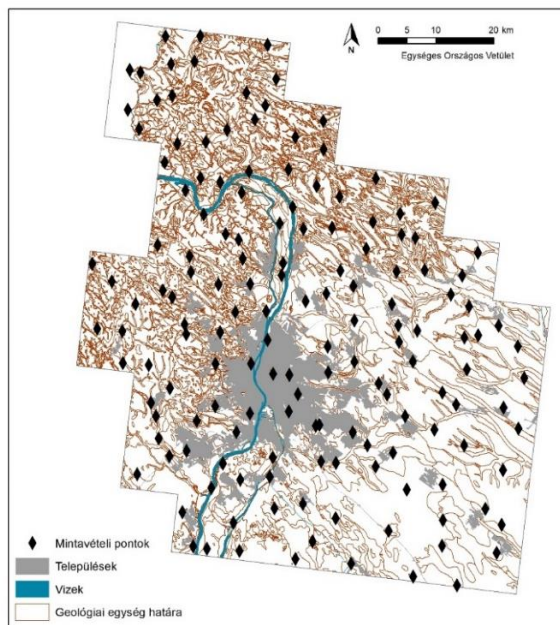 N
0 5 10 20 km
Egységes Országos Vetület
Mintavételi pontok
Települések
Vizek
Geológiai egység határa